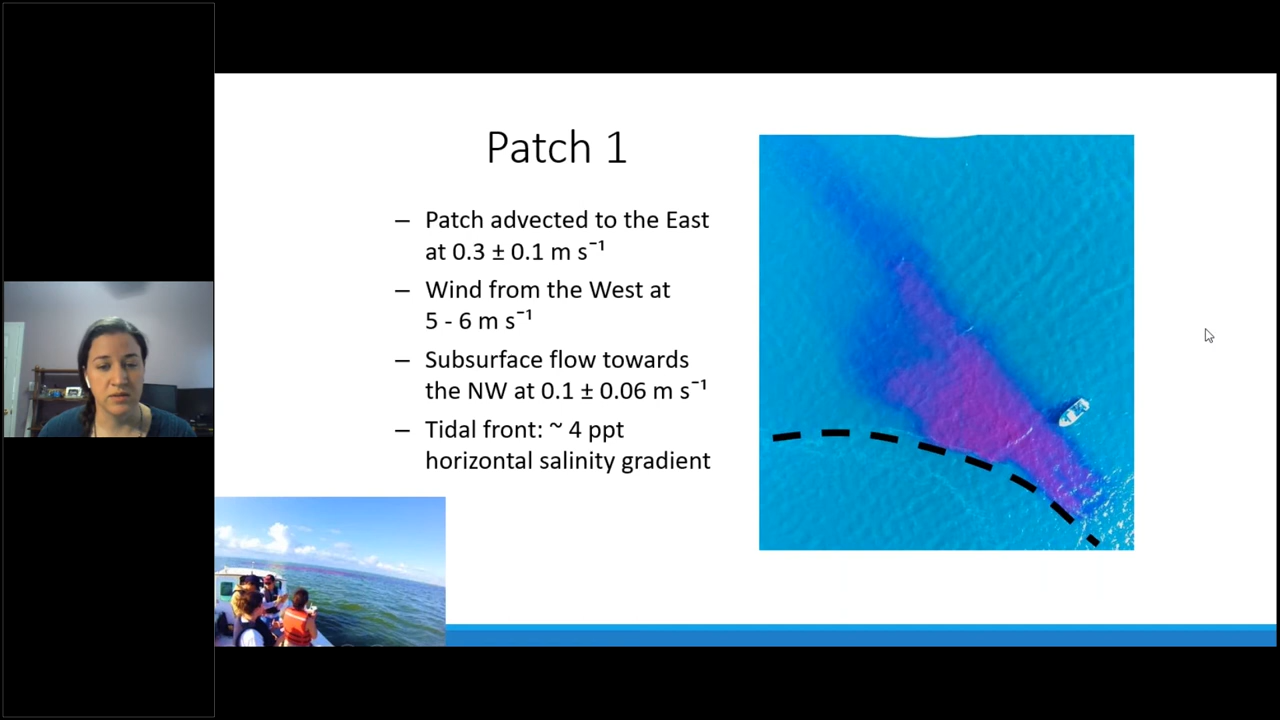 Patch 1
– Patch advected to the East
at 0.3 ± 0.1 m s⁻¹
– Wind from the West at
5 - 6 m s⁻¹
– Subsurface flow towards
the NW at 0.1 ± 0.06 m s⁻¹
– Tidal front: ~ 4 ppt
horizontal salinity gradient